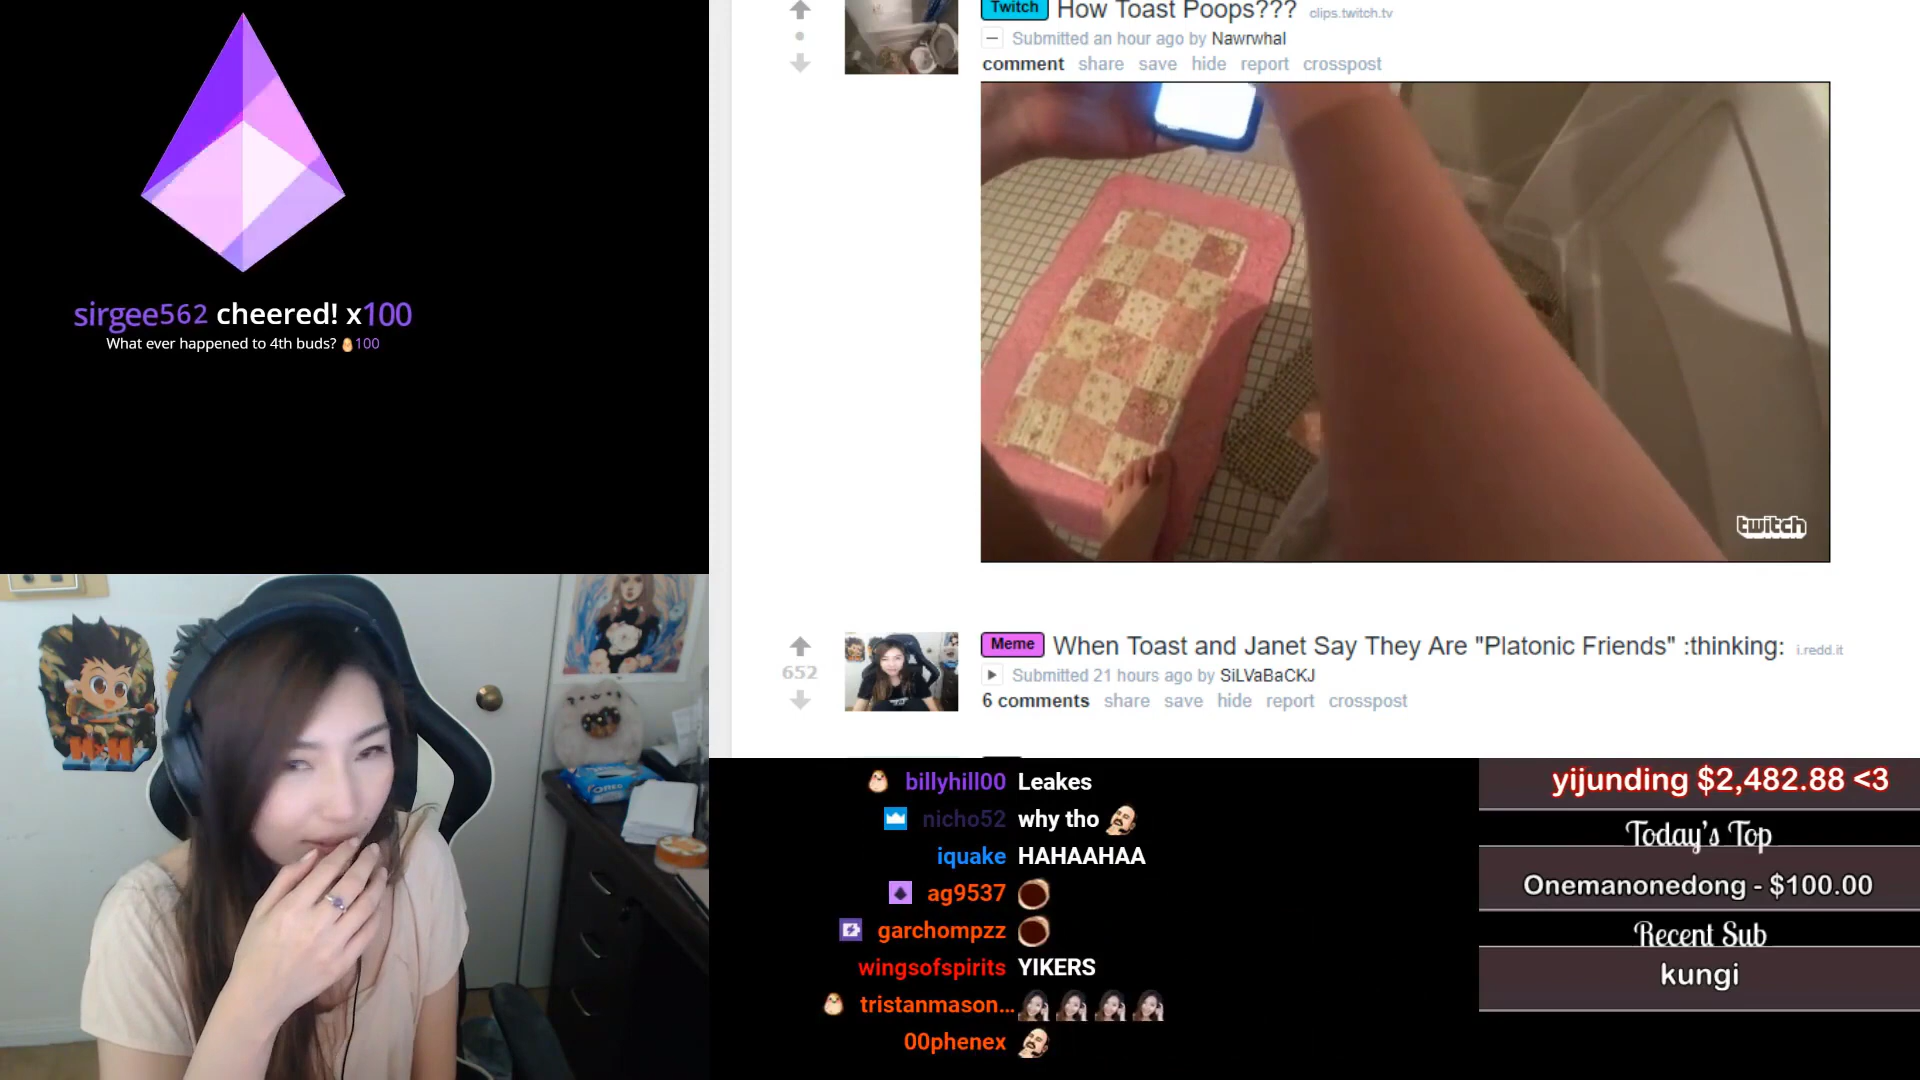 sirgee562 cheered! x100
What ever happened to 4th buds? 100
Twitch How Toast Poops??? clips.twitch.tv
Submitted an hour ago by Nawrwhal
comment share save hide report crosspost
twitch
652
Meme When Toast and Janet Say They Are "Platonic Friends" :thinking: i.redd.it
Submitted 21 hours ago by SiLVaBaCKJ
6 comments share save hide report crosspost
billyhill00 Leakes
nicho52 why tho
iquake HAHAAHAA
ag9537
garchompzz
wingsofspirits YIKERS
tristanmason...
00phenex
yijunding $2,482.88 <3
Today's Top
Onemanonedong - $100.00
Recent Sub
kungi